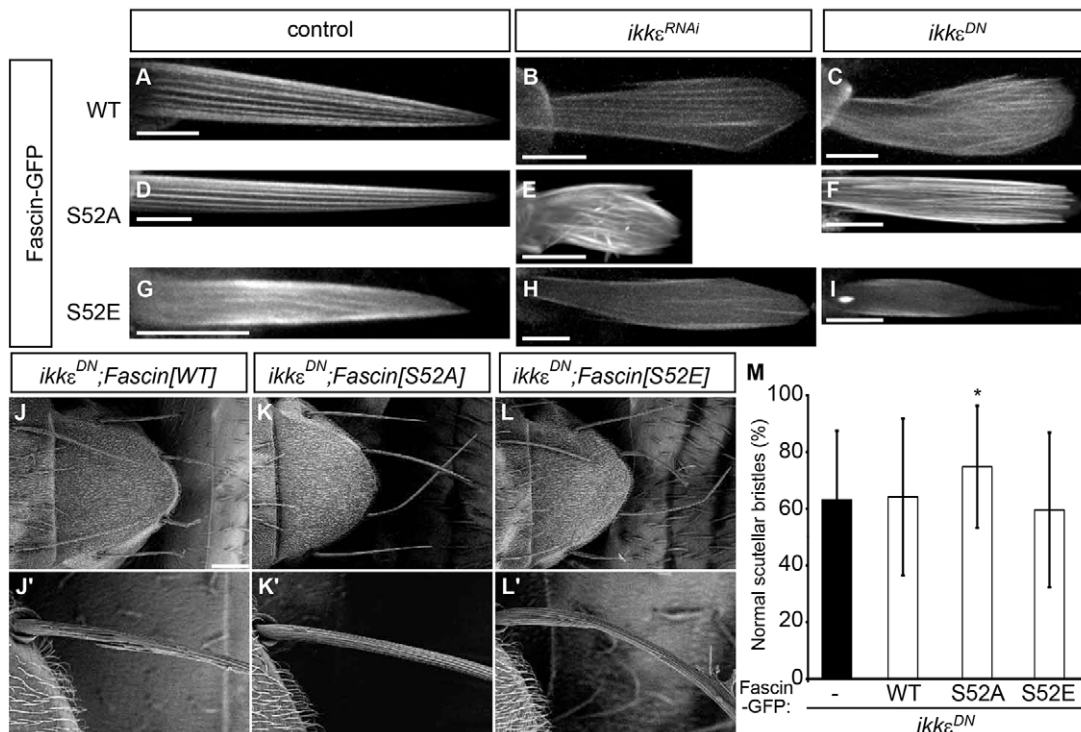 control
ikkε^RNAi
ikkε^DN
Fascin-GFP
WT
A
B
C
S52A
D
E
F
S52E
G
H
I
ikkε^DN;Fascin[WT]
ikkε^DN;Fascin[S52A]
ikkε^DN;Fascin[S52E]
J
K
L
J'
K'
L'
M
Normal scutellar bristles (%)
100
80
60
40
20
0
*
Fascin
-GFP:
- WT S52A S52E
ikkε^DN